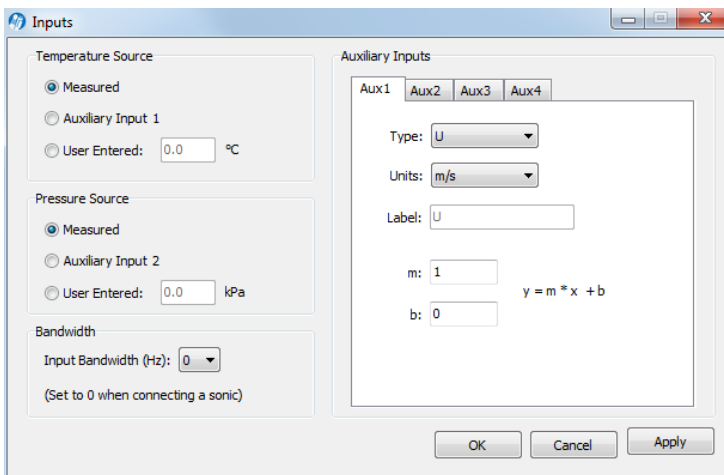 Inputs
Temperature Source
Measured
Auxiliary Input 1
User Entered: 0.0 °C
Pressure Source
Measured
Auxiliary Input 2
User Entered: 0.0 kPa
Bandwidth
Input Bandwidth (Hz): 0
(Set to 0 when connecting a sonic)
Auxiliary Inputs
Aux1 Aux2 Aux3 Aux4
Type: U
Units: m/s
Label: U
m: 1
y = m * x + b
b: 0
OK Cancel Apply